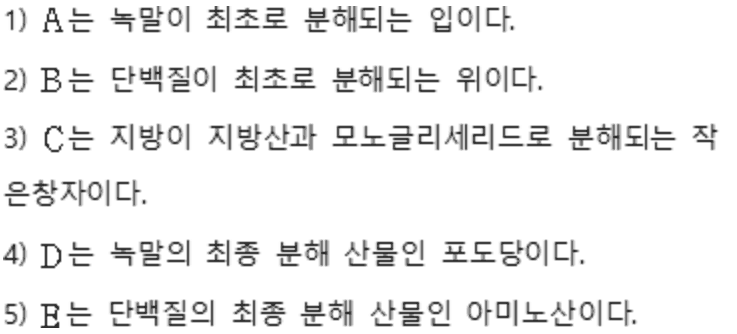 1) A는 녹말이 최초로 분해되는 입이다.
2) B는 단백질이 최초로 분해되는 위이다.
3) C는 지방이 지방산과 모노글리세리드로 분해되는 작
은창자이다.
4) D는 녹말의 최종 분해 산물인 포도당이다.
5) E는 단백질의 최종 분해 산물인 아미노산이다.